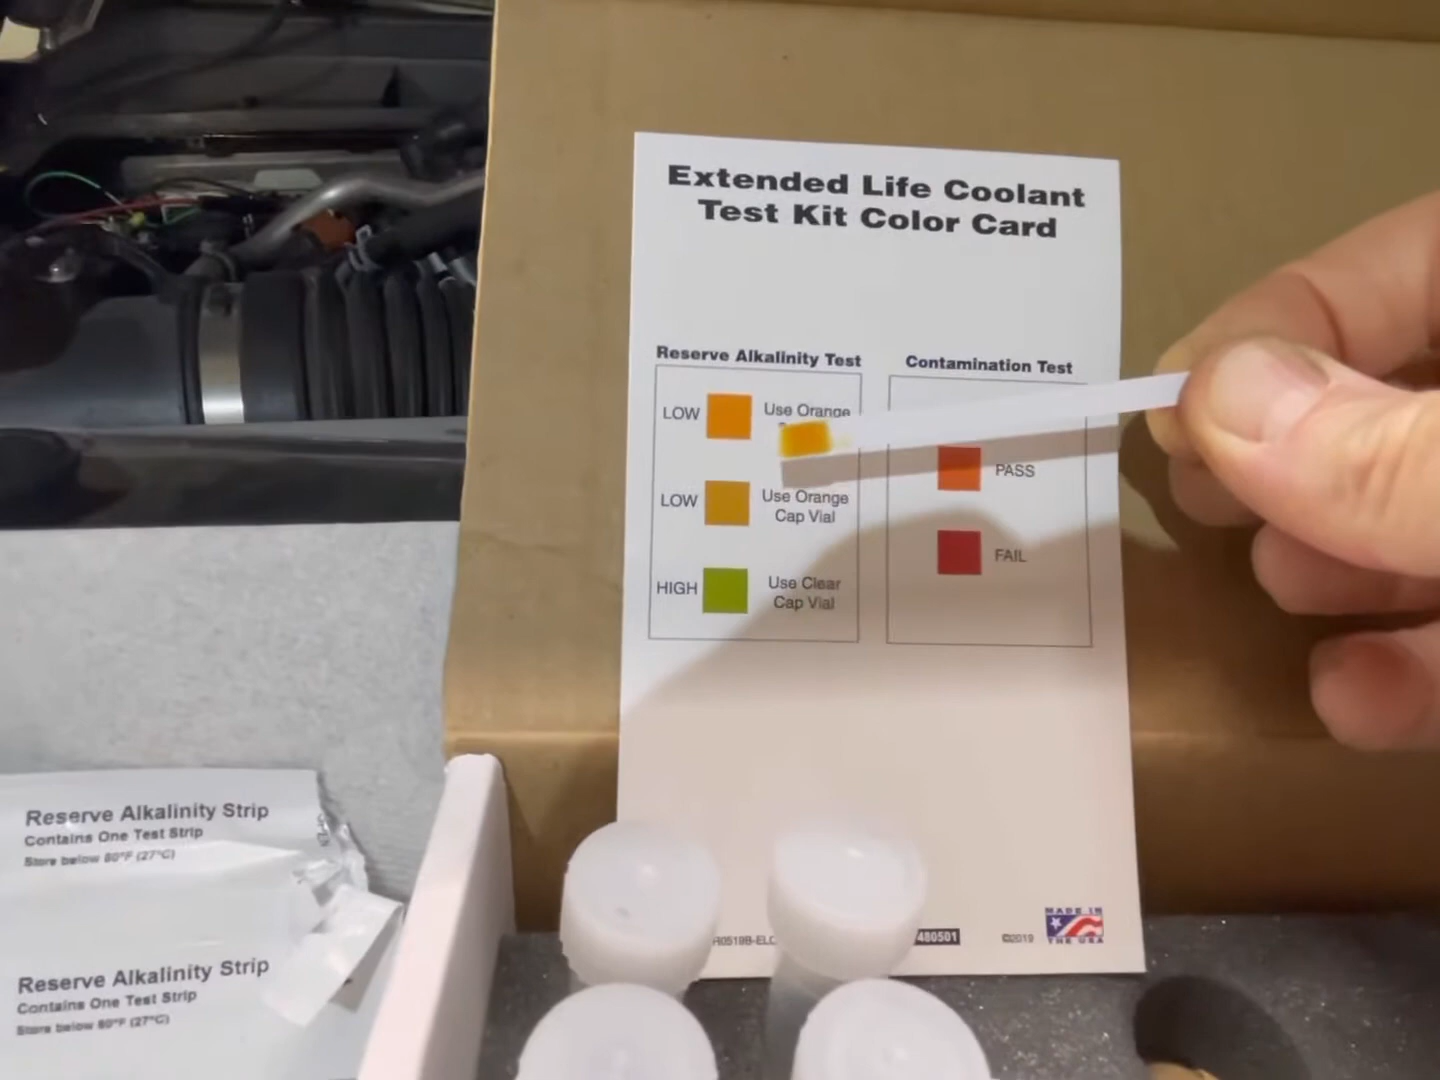 Extended Life Coolant
Test Kit Color Card
Reserve Alkalinity Test
LOW
Use Orange
LOW
Use Orange
Cap Vial
HIGH
Use Clear
Cap Vial
Contamination Test
PASS
FAIL
Reserve Alkalinity Strip
Contains One Test Strip
Store below 80°F (27°C)
Reserve Alkalinity Strip
Contains One Test Strip
Store below 80°F (27°C)
R0519B-ELC
480501
©2019
MADE IN
THE USA